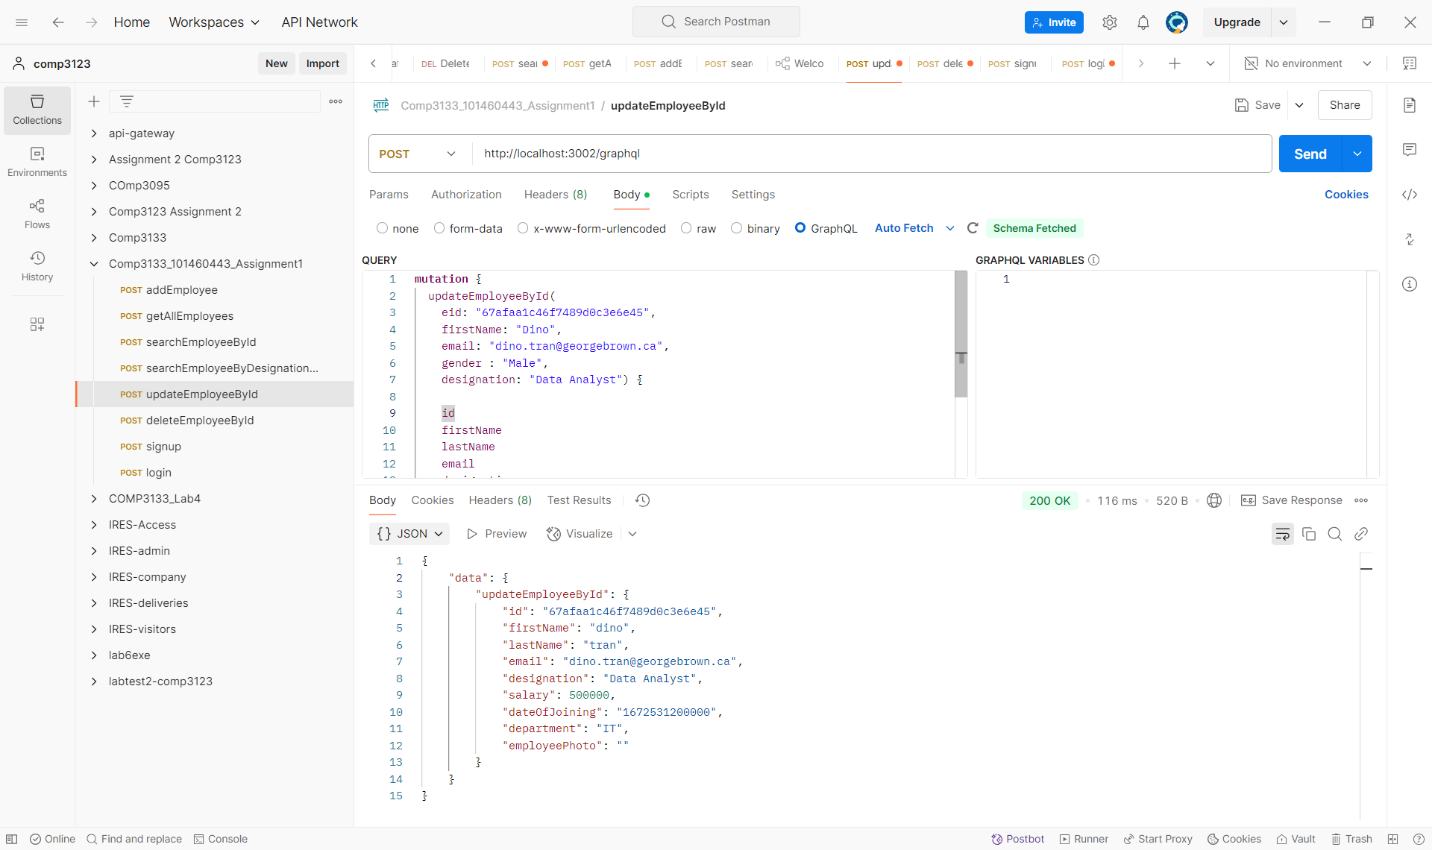 Home Workspaces API Network Search Postman Invite Upgrade
comp3123 New Import
DEL Delete POST sear POST getA POST addE POST sear Welco POST upd. POST dele POST sign POST logi No environment
Collections
Environments
Flows
History
api-gateway
Assignment 2 Comp3123
COmp3095
Comp3123 Assignment 2
Comp3133
Comp3133_101460443_Assignment1
POST addEmployee
POST getAllEmployees
POST searchEmployeeById
POST searchEmployeeByDesignation...
POST updateEmployeeById
POST deleteEmployeeById
POST signup
POST login
COMP3133_Lab4
IRES-Access
IRES-admin
IRES-company
IRES-deliveries
IRES-visitors
lab6exe
labtest2-comp3123
HTTP Comp3133_101460443_Assignment1 / updateEmployeeById Save Share
POST http://localhost:3002/graphql Send
Params Authorization Headers (8) Body Scripts Settings Cookies
none form-data x-www-form-urlencoded raw binary GraphQL Auto Fetch Schema Fetched
QUERY
1 mutation {
2 updateEmployeeById(
3 eid: "67afaa1c46f7489d0c3e6e45",
4 firstName: "Dino",
5 email: "dino.tran@georgebrown.ca",
6 gender : "Male",
7 designation: "Data Analyst") {
8
9 id
10 firstName
11 lastName
12 email
GRAPHQL VARIABLES
1
Body Cookies Headers (8) Test Results 200 OK 116 ms 520 B e.g. Save Response
{} JSON Preview Visualize
1 {
2 "data": {
3 "updateEmployeeById": {
4 "id": "67afaa1c46f7489d0c3e6e45",
5 "firstName": "dino",
6 "lastName": "tran",
7 "email": "dino.tran@georgebrown.ca",
8 "designation": "Data Analyst",
9 "salary": 500000,
10 "dateOfJoining": "1672531200000",
11 "department": "IT",
12 "employeePhoto": ""
13 }
14 }
15 }
Online Find and replace Console Postbot Runner Start Proxy Cookies Vault Trash